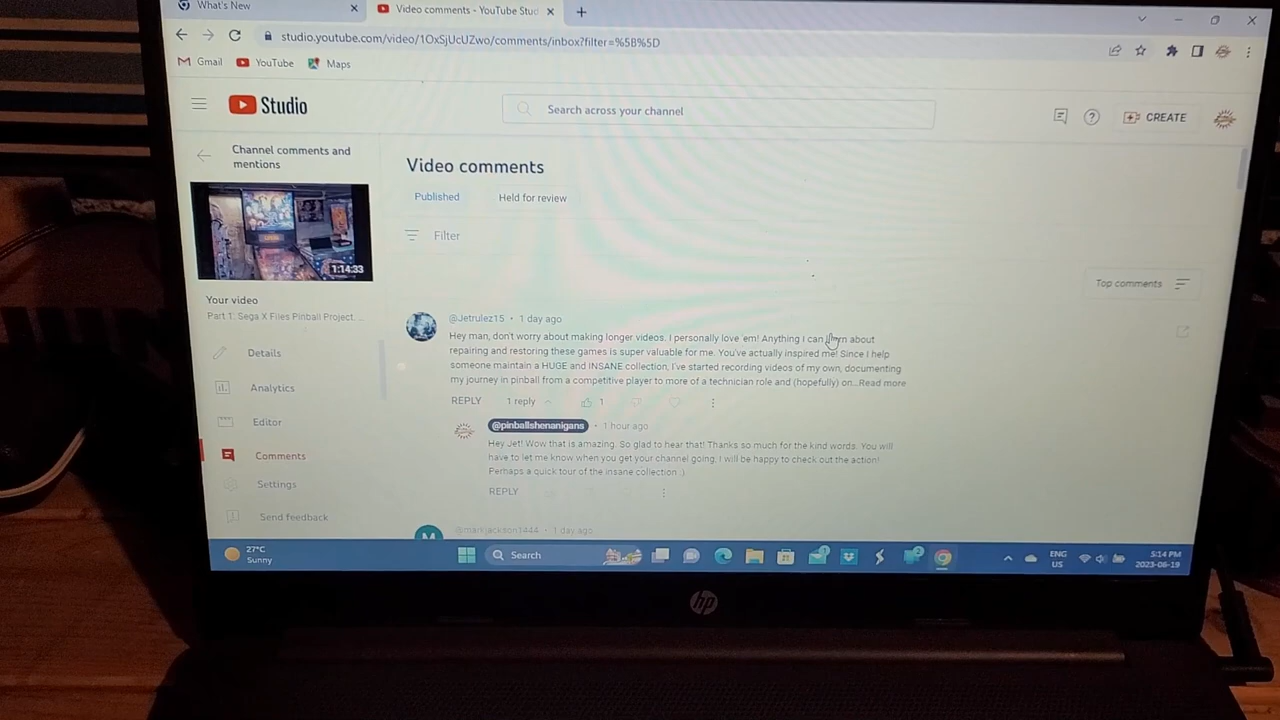 What's New
Video comments - YouTube Stud
studio.youtube.com/video/1OxSjUcUZwo/comments/inbox?filter=%5B%5D
Gmail YouTube Maps
Studio
Search across your channel
CREATE
Channel comments and
mentions
1:14:33
Your video
Part 1: Sega X Files Pinball Project. ...
Details
Analytics
Editor
Comments
Settings
Send feedback
Video comments
Published Held for review
Filter
Top comments
@Jetrulez15 • 1 day ago
Hey man, don't worry about making longer videos. I personally love 'em! Anything I can about
repairing and restoring these games is super valuable for me. You've actually inspired me! Since I help
someone maintain a HUGE and INSANE collection, I've started recording videos of my own, documenting
my journey in pinball from a competitive player to more of a technician role and (hopefully) on...Read more
REPLY 1 reply 1
@pinballshenanigans • 1 hour ago
Hey Jet! Wow that is amazing. So glad to hear that! Thanks so much for the kind words. You will
have to let me know when you get your channel going, I will be happy to check out the action!
Perhaps a quick tour of the insane collection :)
REPLY
M @markjackson1444 • 1 day ago
27°C
Sunny
Search
ENG
US
5:14 PM
2023-06-19
hp